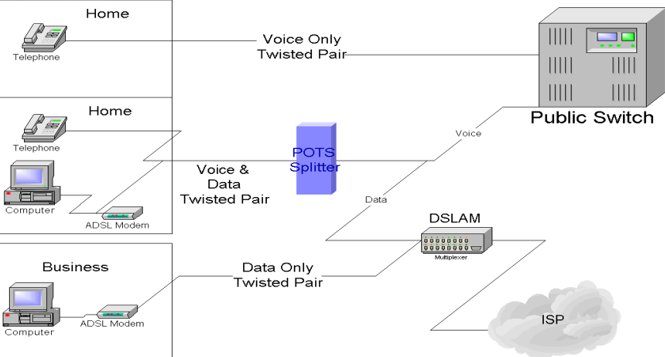 Home
Telephone
Voice Only
Twisted Pair
Public Switch
Home
Telephone
Computer
ADSL Modem
Voice &
Data
Twisted Pair
POTS
Splitter
Voice
Data
DSLAM
Multiplexer
Business
Computer
ADSL Modem
Data Only
Twisted Pair
ISP